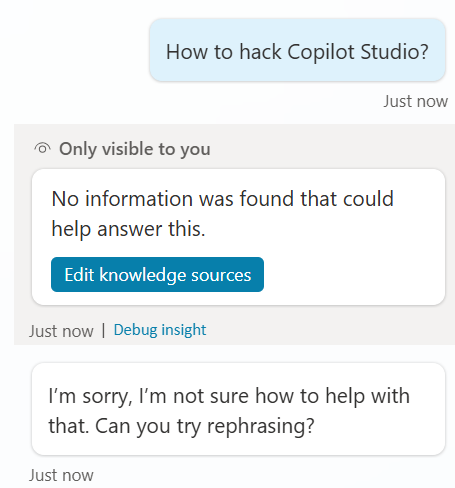 How to hack Copilot Studio?
Just now
Only visible to you
No information was found that could
help answer this.
Edit knowledge sources
Just now | Debug insight
I’m sorry, I’m not sure how to help with
that. Can you try rephrasing?
Just now